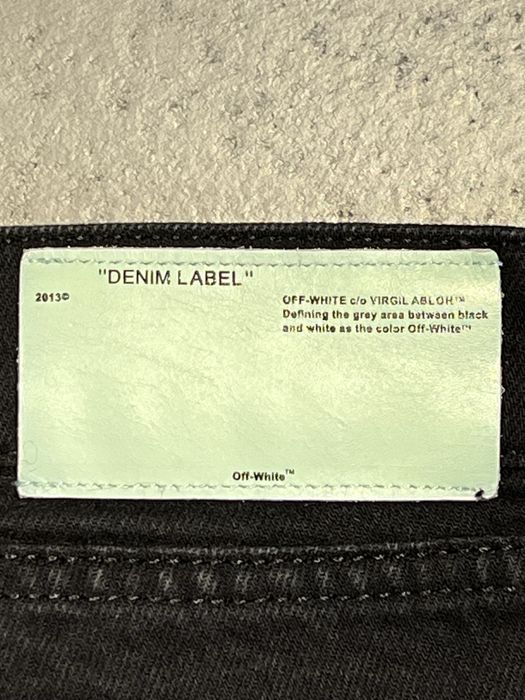 "DENIM LABEL"
2013©
OFF-WHITE c/o VIRGIL ABLOH™
Defining the grey area between black
and white as the color Off-White™
Off-White™